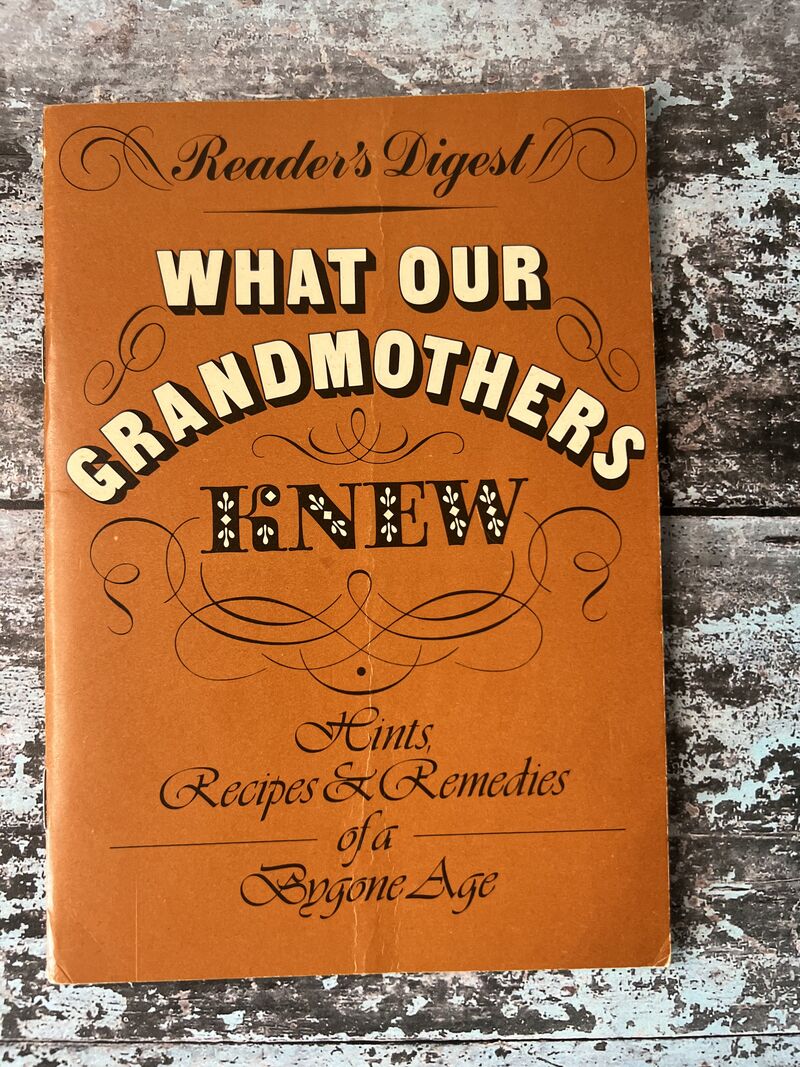 Reader's Digest
WHAT OUR
GRANDMOTHERS
KNEW
Hints,
Recipes & Remedies
of a
Bygone Age